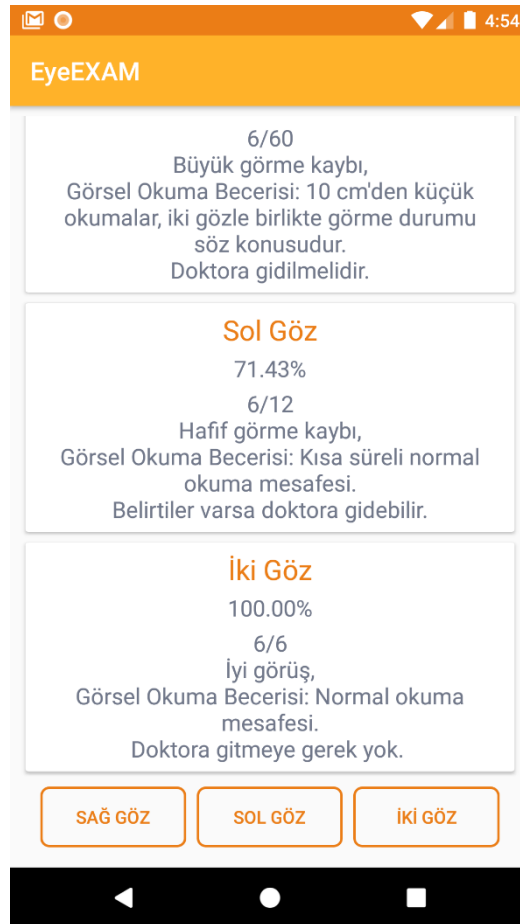 4:54
EyeEXAM
6/60
Büyük görme kaybı,
Görsel Okuma Becerisi: 10 cm'den küçük
okumalar, iki gözle birlikte görme durumu
söz konusudur.
Doktora gidilmelidir.
Sol Göz
71.43%
6/12
Hafif görme kaybı,
Görsel Okuma Becerisi: Kısa süreli normal
okuma mesafesi.
Belirtiler varsa doktora gidebilir.
İki Göz
100.00%
6/6
İyi görüş,
Görsel Okuma Becerisi: Normal okuma
mesafesi.
Doktora gitmeye gerek yok.
SAĞ GÖZ
SOL GÖZ
İKİ GÖZ